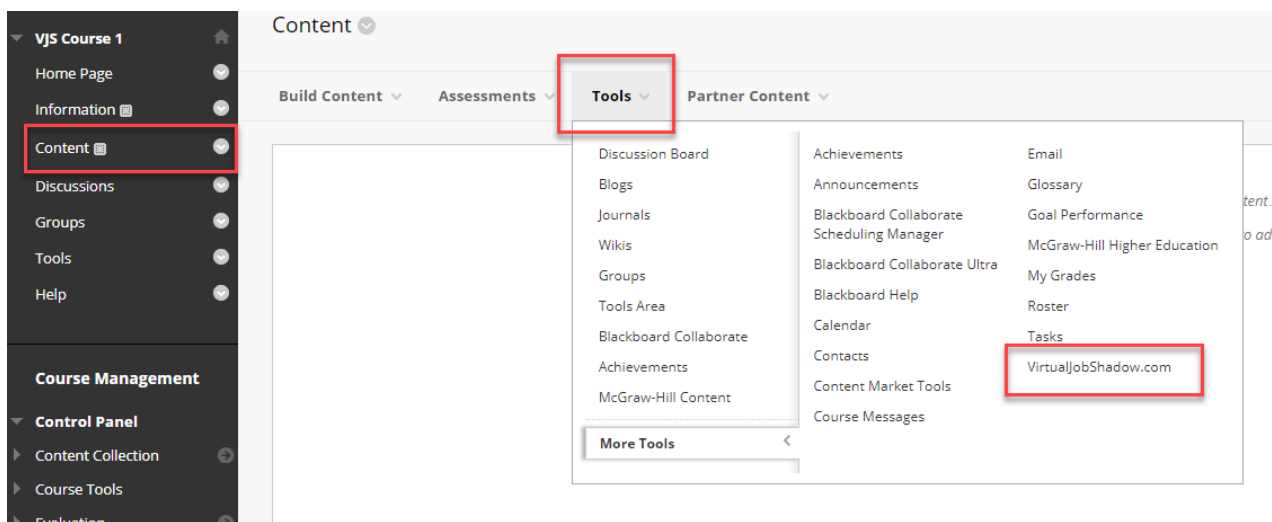 VJS Course 1
Home Page
Information
Content
Discussions
Groups
Tools
Help
Course Management
Control Panel
Content Collection
Course Tools
Evaluation
Content
Build Content
Assessments
Tools
Partner Content
Discussion Board
Blogs
Journals
Wikis
Groups
Tools Area
Blackboard Collaborate
Achievements
McGraw-Hill Content
More Tools
Achievements
Announcements
Blackboard Collaborate
Scheduling Manager
Blackboard Collaborate Ultra
Blackboard Help
Calendar
Contacts
Content Market Tools
Course Messages
Email
Glossary
Goal Performance
McGraw-Hill Higher Education
My Grades
Roster
Tasks
VirtualJobShadow.com